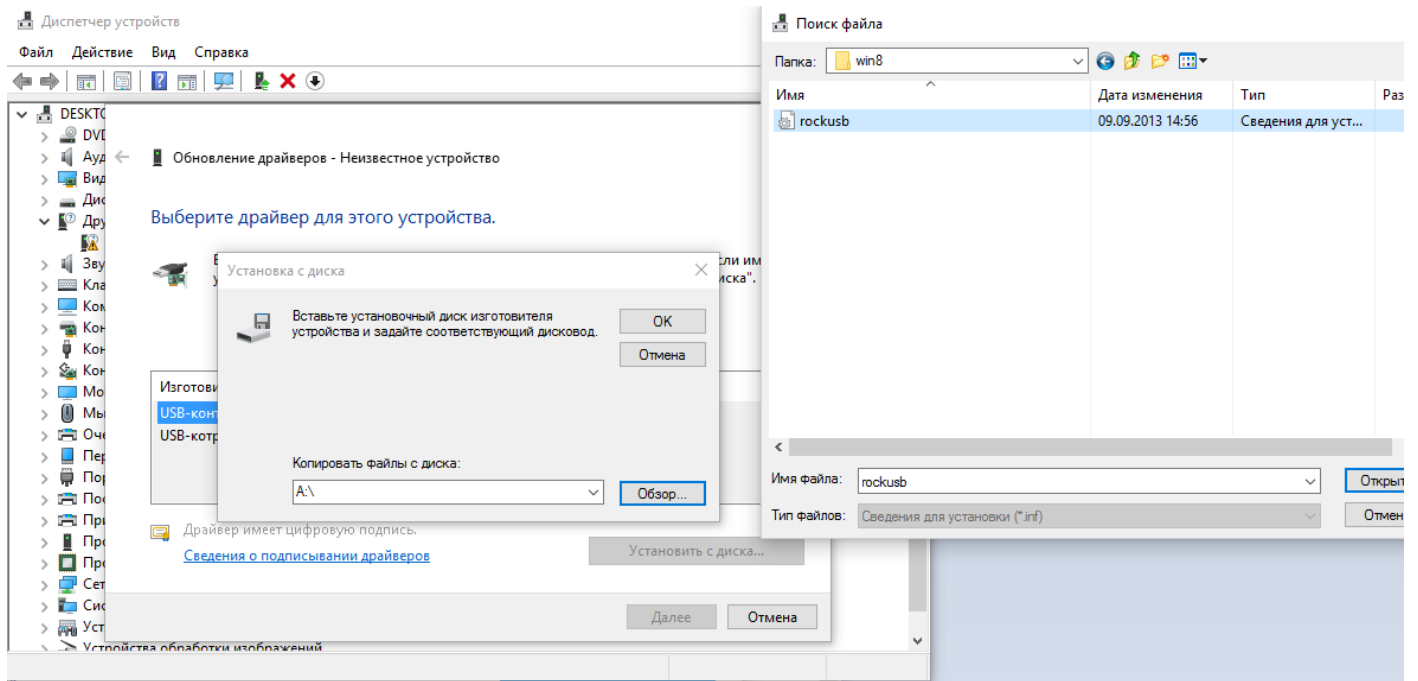 Диспетчер устройств
Файл Действие Вид Справка
DESKTO
DVD
Ауд
Вид
Дис
Дру
Зву
Кла
Ком
Кон
Кон
Кон
Мо
Мы
Оче
Пер
Пор
Пос
При
Про
Про
Сет
Сис
Уст
Устройства обработки изображений
Обновление драйверов - Неизвестное устройство
Выберите драйвер для этого устройства.
сли им
иска".
Изготови
USB-конт
USB-котр
Драйвер имеет цифровую подпись.
Сведения о подписывании драйверов
Установить с диска...
Далее Отмена
Установка с диска
Вставьте установочный диск изготовителя
устройства и задайте соответствующий дисковод.
OK
Отмена
Копировать файлы с диска:
A:\
Обзор...
Поиск файла
Папка: win8
Имя Дата изменения Тип Раз
rockusb 09.09.2013 14:56 Сведения для уст...
Имя файла: rockusb Открыт
Тип файлов: Сведения для установки (*.inf) Отмен